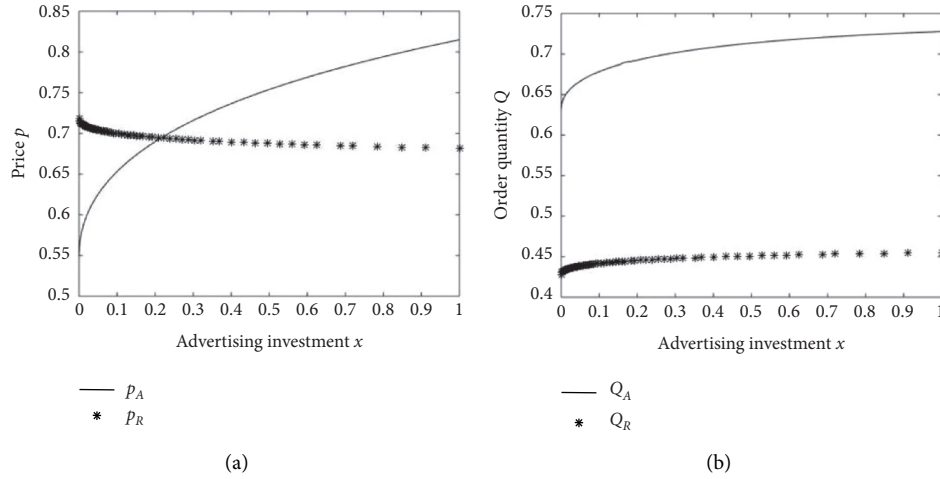 0.85
0.8
0.75
0.7
0.65
0.6
0.55
0.5
Price p
0 0.1 0.2 0.3 0.4 0.5 0.6 0.7 0.8 0.9 1
Advertising investment x
p_A
p_R
(a)
0.75
0.7
0.65
0.6
0.55
0.5
0.45
0.4
Order quantity Q
0 0.1 0.2 0.3 0.4 0.5 0.6 0.7 0.8 0.9 1
Advertising investment x
Q_A
Q_R
(b)